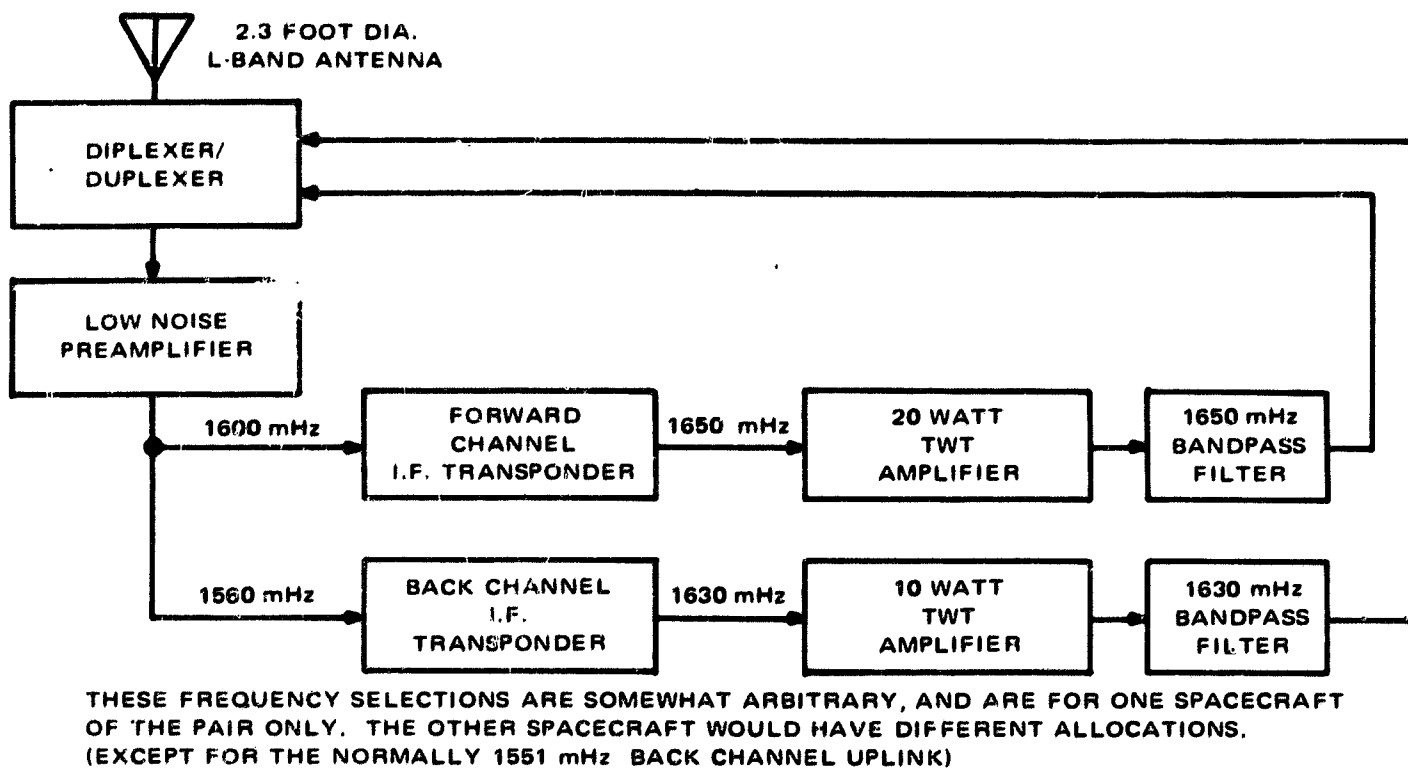 2.3 FOOT DIA.
L-BAND ANTENNA
DIPLEXER/
DUPLEXER
LOW NOISE
PREAMPLIFIER
1600 mHz
FORWARD
CHANNEL
I.F. TRANSPONDER
1650 mHz
20 WATT
TWT
AMPLIFIER
1650 mHz
BANDPASS
FILTER
1560 mHz
BACK CHANNEL
I.F.
TRANSPONDER
1630 mHz
10 WATT
TWT
AMPLIFIER
1630 mHz
BANDPASS
FILTER
THESE FREQUENCY SELECTIONS ARE SOMEWHAT ARBITRARY, AND ARE FOR ONE SPACECRAFT
OF THE PAIR ONLY. THE OTHER SPACECRAFT WOULD HAVE DIFFERENT ALLOCATIONS.
(EXCEPT FOR THE NORMALLY 1551 mHz BACK CHANNEL UPLINK)